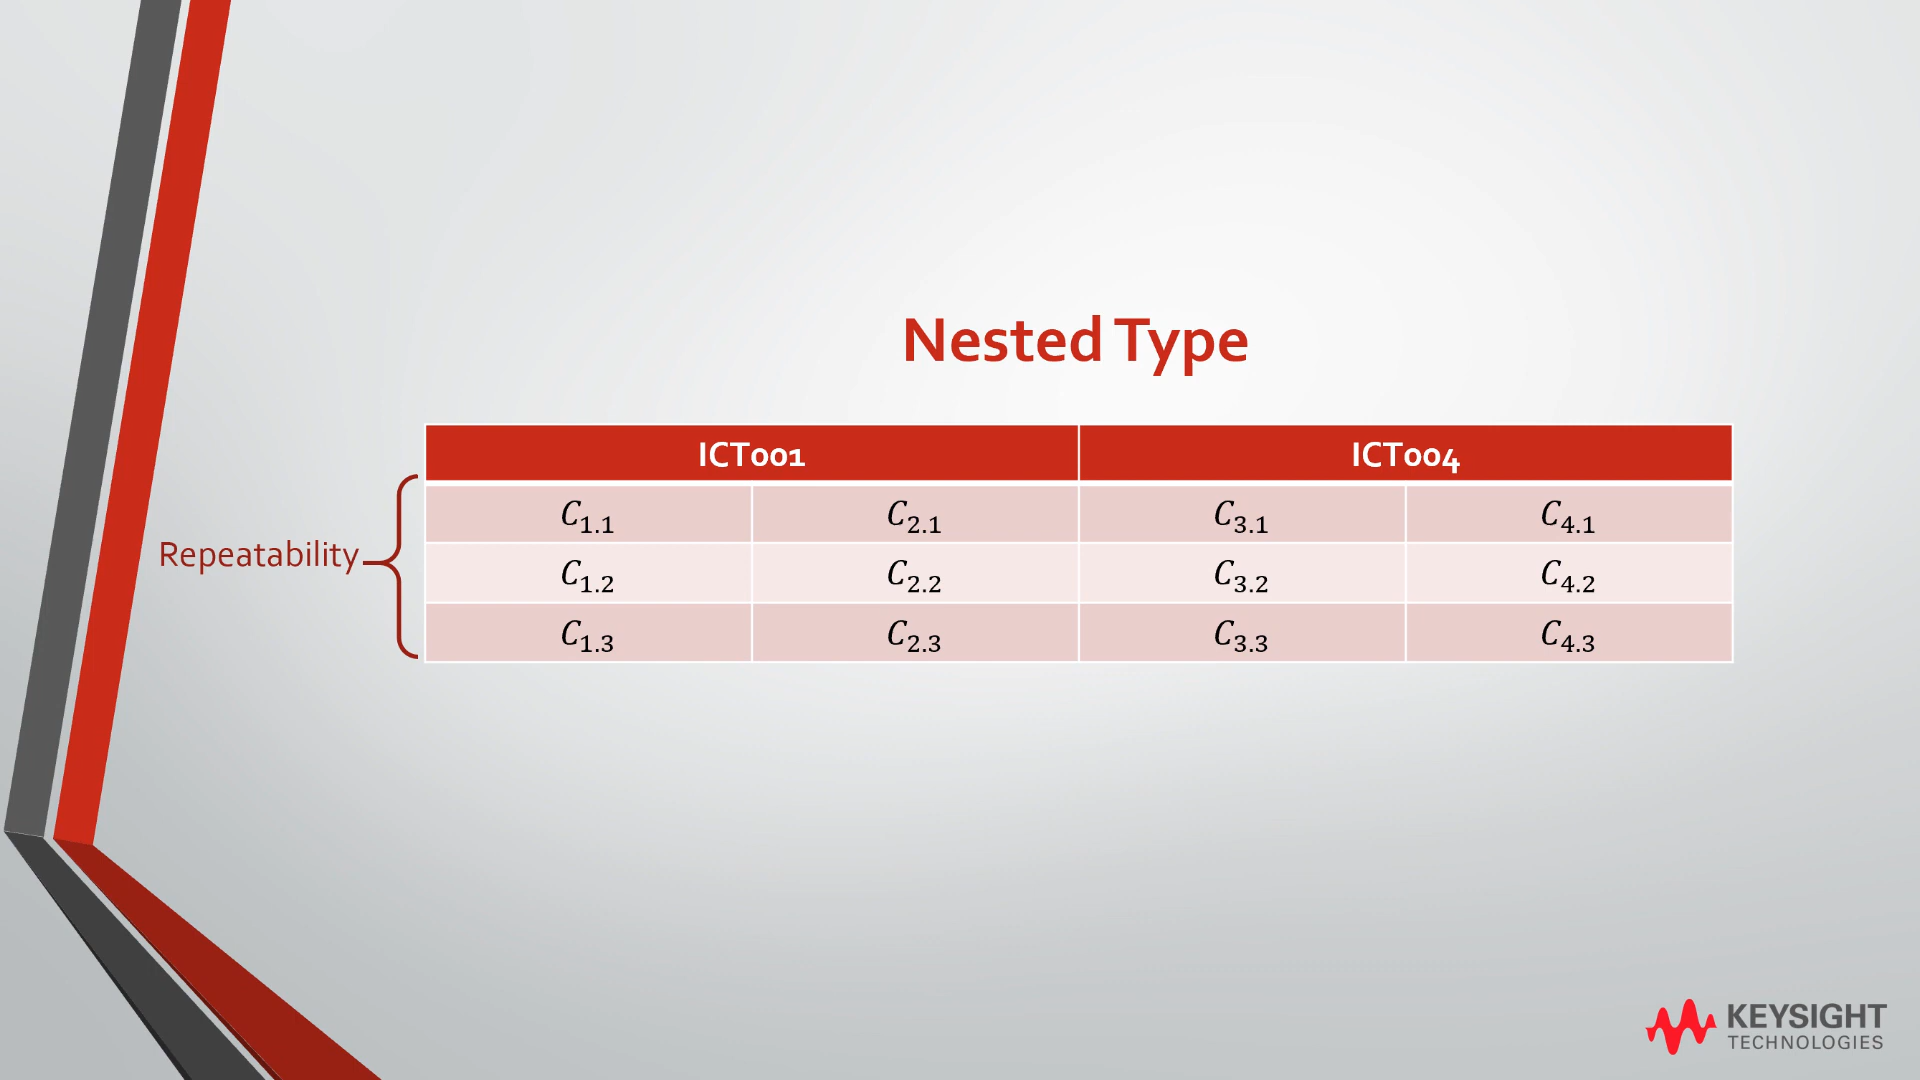 Nested Type
ICT001 ICT004
C1.1 C2.1 C3.1 C4.1
Repeatability
C1.2 C2.2 C3.2 C4.2
C1.3 C2.3 C3.3 C4.3
KEYSIGHT
TECHNOLOGIES